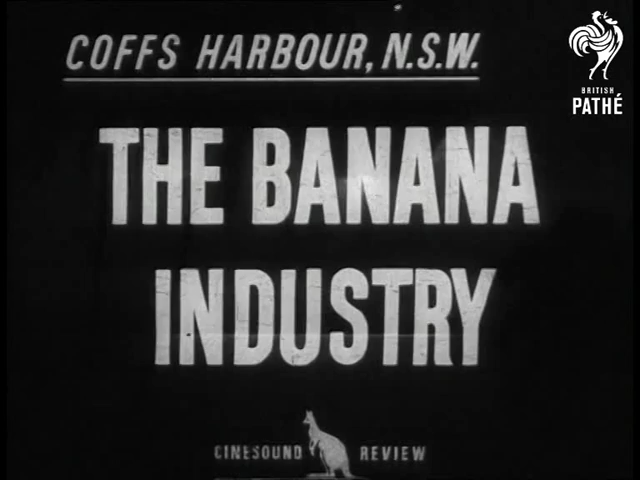 COFFS HARBOUR, N.S.W.
BRITISH
PATHÉ
THE BANANA
INDUSTRY
CINESOUND REVIEW